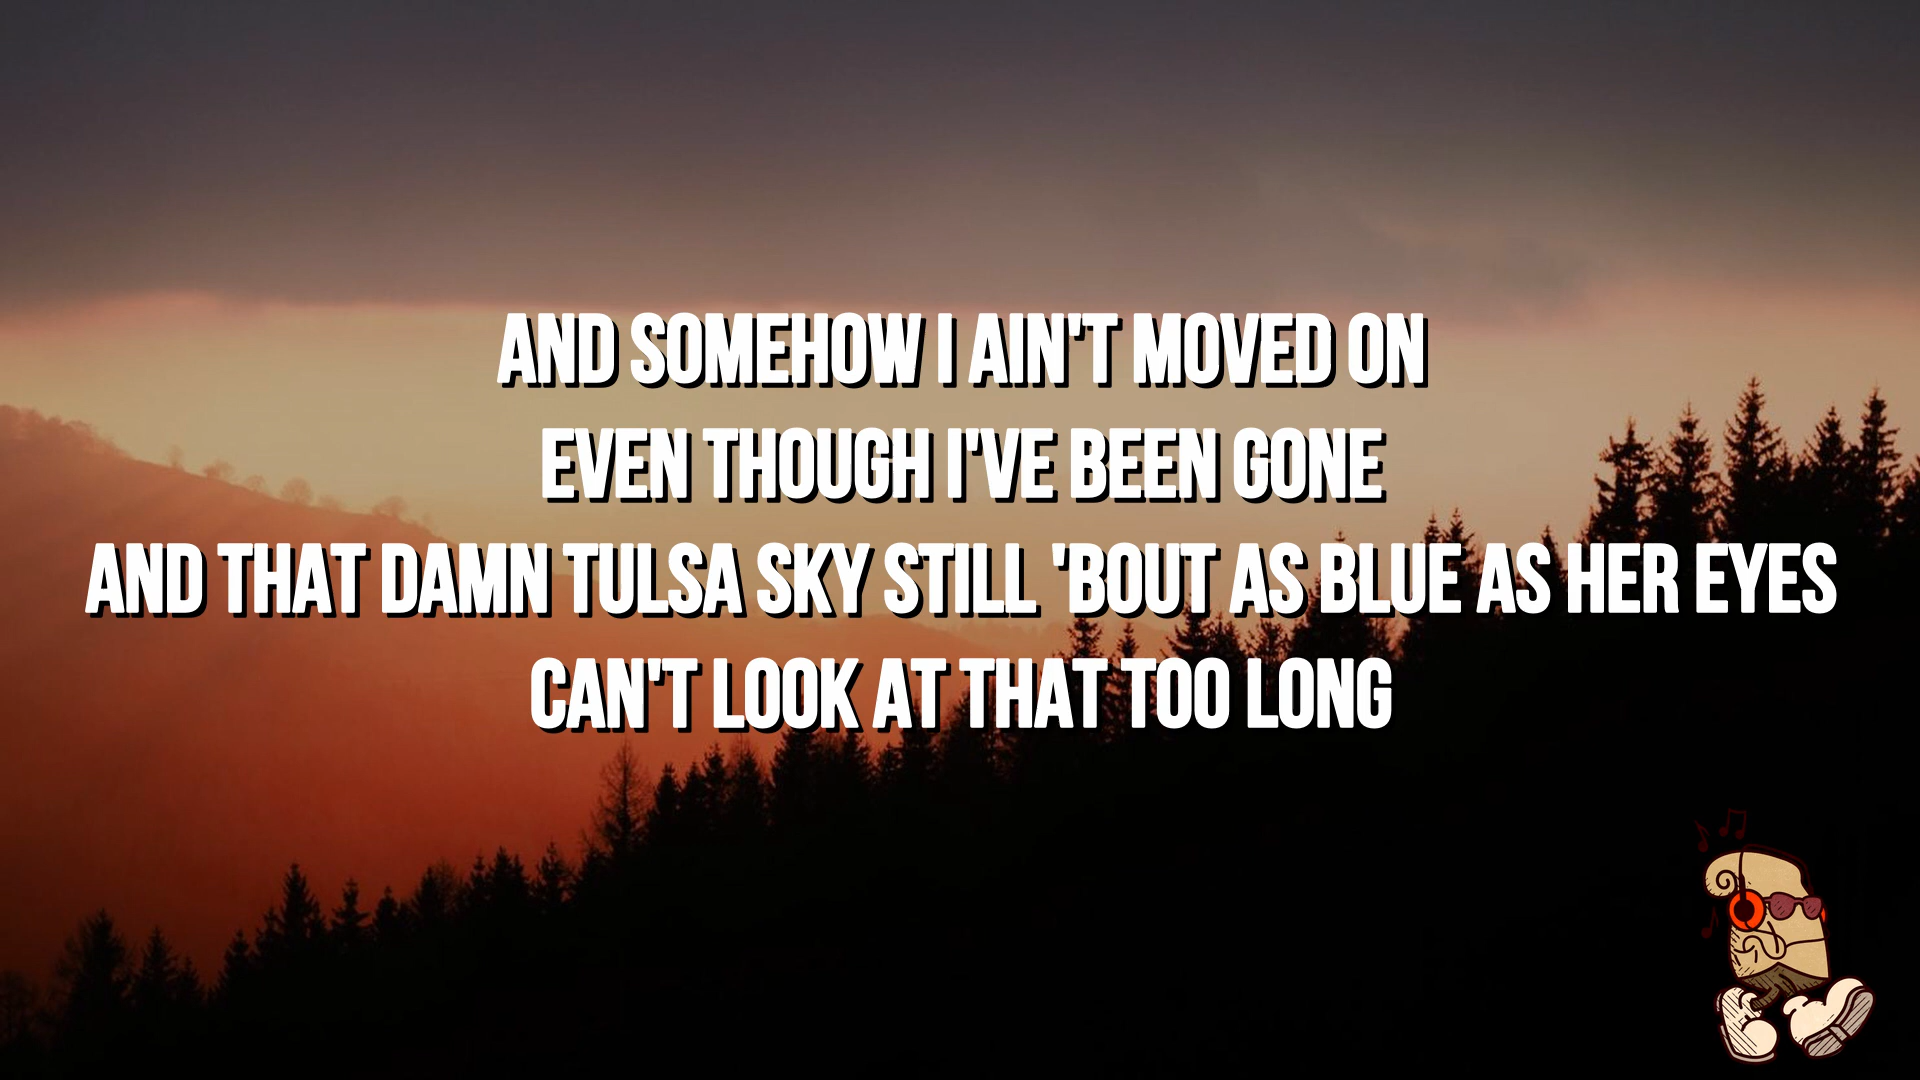 AND SOMEHOW I AIN'T MOVED ON
EVEN THOUGH I'VE BEEN GONE
AND THAT DAMN TULSA SKY STILL 'BOUT AS BLUE AS HER EYES
CAN'T LOOK AT THAT TOO LONG